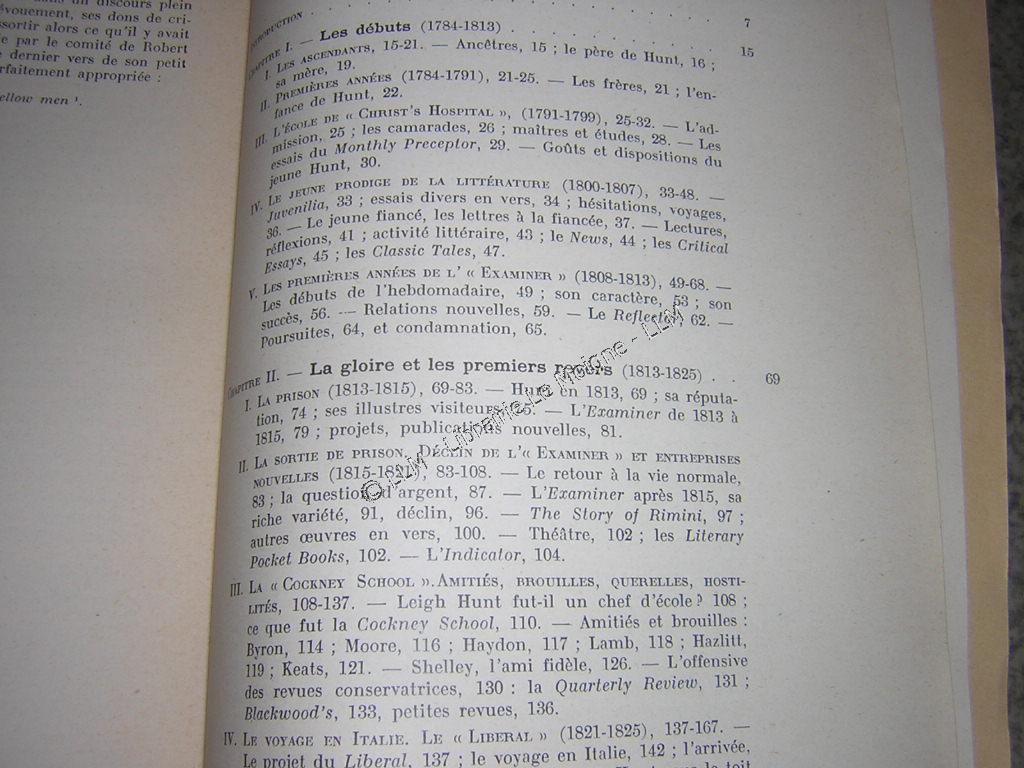 un discours plein
vouement, ses dons de cri-
ssortir alors ce qu'il y avait
e par le comité de Robert
e dernier vers de son petit
rfaitement appropriée :
ellow men ¹.
INTRODUCTION . . . . . . . . . . 7
CHAPITRE I. — Les débuts (1784-1813) . . . . . . . 15
I. LES ASCENDANTS, 15-21. — Ancêtres, 15 ; le père de Hunt, 16 ;
sa mère, 19.
II. PREMIÈRES ANNÉES (1784-1791), 21-25. — Les frères, 21 ; l'en-
fance de Hunt, 22.
III. L'ÉCOLE DE « CHRIST'S HOSPITAL », (1791-1799), 25-32. — L'ad-
mission, 25 ; les camarades, 26 ; maîtres et études, 28. — Les
essais du Monthly Preceptor, 29. — Goûts et dispositions du
jeune Hunt, 30.
IV. LE JEUNE PRODIGE DE LA LITTÉRATURE (1800-1807), 33-48. —
Juvenilia, 33 ; essais divers en vers, 34 ; hésitations, voyages,
36. — Le jeune fiancé, les lettres à la fiancée, 37. — Lectures,
réflexions, 41 ; activité littéraire, 43 ; le News, 44 ; les Critical
Essays, 45 ; les Classic Tales, 47.
V. LES PREMIÈRES ANNÉES DE L' « EXAMINER » (1808-1813), 49-68. —
Les débuts de l'hebdomadaire, 49 ; son caractère, 53 ; son
succès, 56. — Relations nouvelles, 59. — Le Reflector, 62. —
Poursuites, 64, et condamnation, 65.
CHAPITRE II. — La gloire et les premiers revers (1813-1825) . . 69
I. LA PRISON (1813-1815), 69-83. — Hunt en 1813, 69 ; sa réputa-
tion, 74 ; ses illustres visiteurs, 75. — L'Examiner de 1813 à
1815, 79 ; projets, publications nouvelles, 81.
II. LA SORTIE DE PRISON. DÉCLIN DE L'« EXAMINER » ET ENTREPRISES
NOUVELLES (1815-1821), 83-108. — Le retour à la vie normale,
83 ; la question d'argent, 87. — L'Examiner après 1815, sa
riche variété, 91, déclin, 96. — The Story of Rimini, 97 ;
autres œuvres en vers, 100. — Théâtre, 102 ; les Literary
Pocket Books, 102. — L'Indicator, 104.
III. LA « COCKNEY SCHOOL ». AMITIÉS, BROUILLES, QUERELLES, HOSTI-
LITÉS, 108-137. — Leigh Hunt fut-il un chef d'école ? 108 ;
ce que fut la Cockney School, 110. — Amitiés et brouilles :
Byron, 114 ; Moore, 116 ; Haydon, 117 ; Lamb, 118 ; Hazlitt,
119 ; Keats, 121. — Shelley, l'ami fidèle, 126. — L'offensive
des revues conservatrices, 130 : la Quarterly Review, 131 ;
Blackwood's, 133, petites revues, 136.
IV. LE VOYAGE EN ITALIE. LE « LIBERAL » (1821-1825), 137-167. —
Le projet du Liberal, 137 ; le voyage en Italie, 142 ; l'arrivée,
© LLM - Librairie Le Moigne - LLM